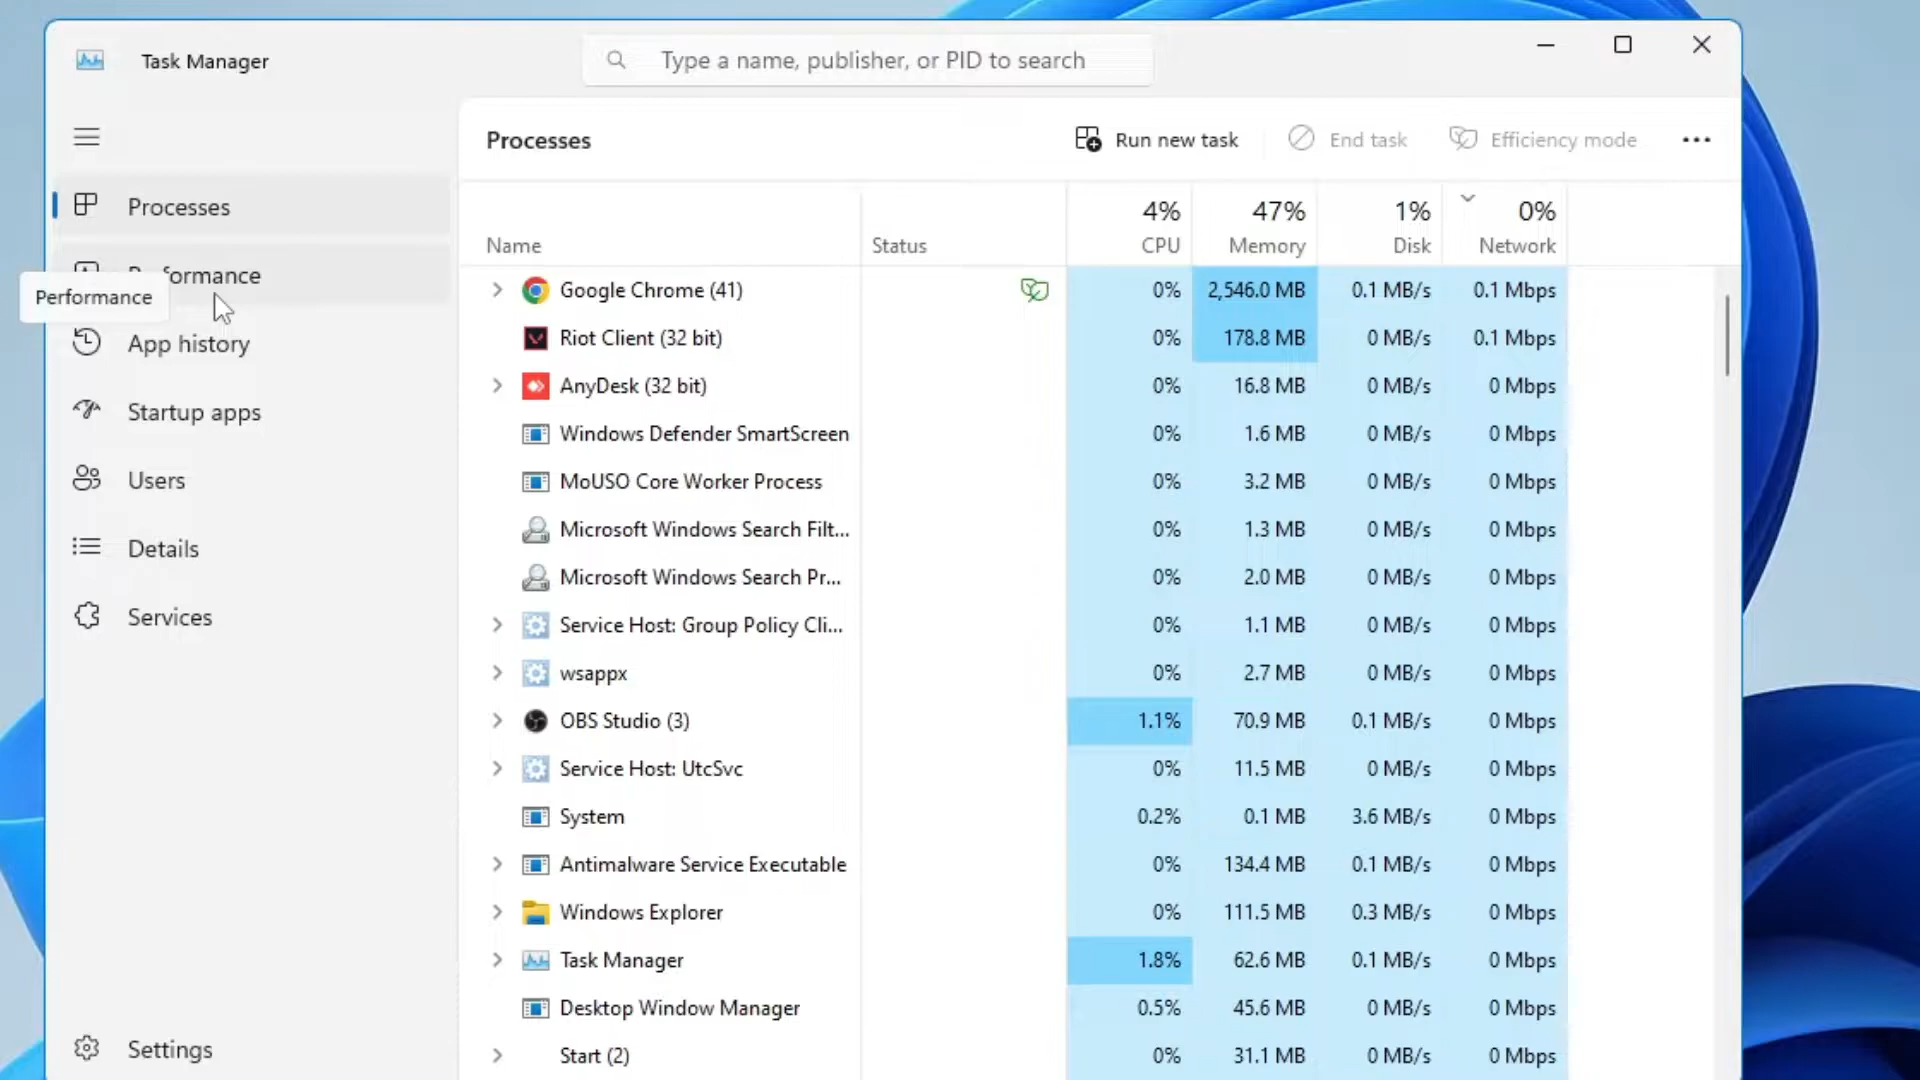 Task Manager
Type a name, publisher, or PID to search
Processes
Run new task
End task
Efficiency mode
Processes
Performance
Performance
App history
Startup apps
Users
Details
Services
Settings
4% 47% 1% 0%
Name Status CPU Memory Disk Network
Google Chrome (41) 0% 2,546.0 MB 0.1 MB/s 0.1 Mbps
Riot Client (32 bit) 0% 178.8 MB 0 MB/s 0.1 Mbps
AnyDesk (32 bit) 0% 16.8 MB 0 MB/s 0 Mbps
Windows Defender SmartScreen 0% 1.6 MB 0 MB/s 0 Mbps
MoUSO Core Worker Process 0% 3.2 MB 0 MB/s 0 Mbps
Microsoft Windows Search Filt... 0% 1.3 MB 0 MB/s 0 Mbps
Microsoft Windows Search Pr... 0% 2.0 MB 0 MB/s 0 Mbps
Service Host: Group Policy Cli... 0% 1.1 MB 0 MB/s 0 Mbps
wsappx 0% 2.7 MB 0 MB/s 0 Mbps
OBS Studio (3) 1.1% 70.9 MB 0.1 MB/s 0 Mbps
Service Host: UtcSvc 0% 11.5 MB 0 MB/s 0 Mbps
System 0.2% 0.1 MB 3.6 MB/s 0 Mbps
Antimalware Service Executable 0% 134.4 MB 0.1 MB/s 0 Mbps
Windows Explorer 0% 111.5 MB 0.3 MB/s 0 Mbps
Task Manager 1.8% 62.6 MB 0.1 MB/s 0 Mbps
Desktop Window Manager 0.5% 45.6 MB 0 MB/s 0 Mbps
Start (2) 0% 31.1 MB 0 MB/s 0 Mbps